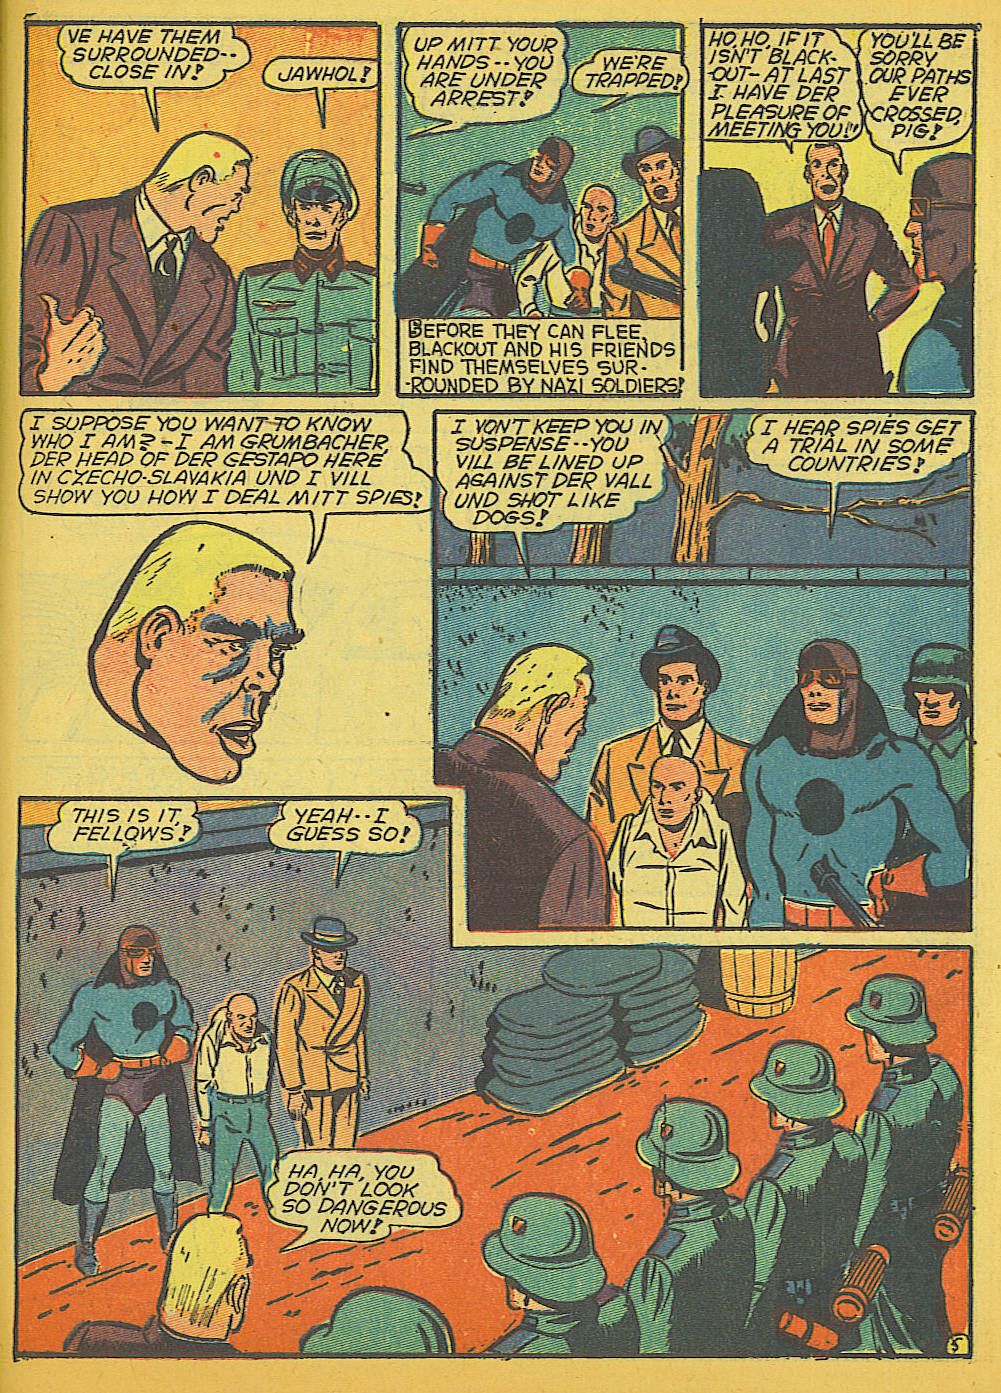 VE HAVE THEM
SURROUNDED--
CLOSE IN!
JAWHOL!
UP MITT YOUR
HANDS--YOU
ARE UNDER
ARREST!
WE'RE
TRAPPED!
BEFORE THEY CAN FLEE,
BLACKOUT AND HIS FRIENDS
FIND THEMSELVES SUR-
-ROUNDED BY NAZI SOLDIERS!
HO, HO, IF IT
ISN'T BLACK-
-OUT- AT LAST
I HAVE DER
PLEASURE OF
MEETING YOU!"
YOU'LL BE
SORRY
OUR PATHS
EVER
CROSSED,
PIG!
I SUPPOSE YOU WANT TO KNOW
WHO I AM? - I AM GRUMBACHER,
DER HEAD OF DER GESTAPO HERE
IN CZECHO-SLAVAKIA UND I VILL
SHOW YOU HOW I DEAL MITT SPIES!
I VON'T KEEP YOU IN
SUSPENSE--YOU
VILL BE LINED UP
AGAINST DER VALL
UND SHOT LIKE
DOGS!
I HEAR SPIES GET
A TRIAL IN SOME
COUNTRIES!
THIS IS IT,
FELLOWS!
YEAH--I
GUESS SO!
HA, HA, YOU
DON'T LOOK
SO DANGEROUS
NOW!
5